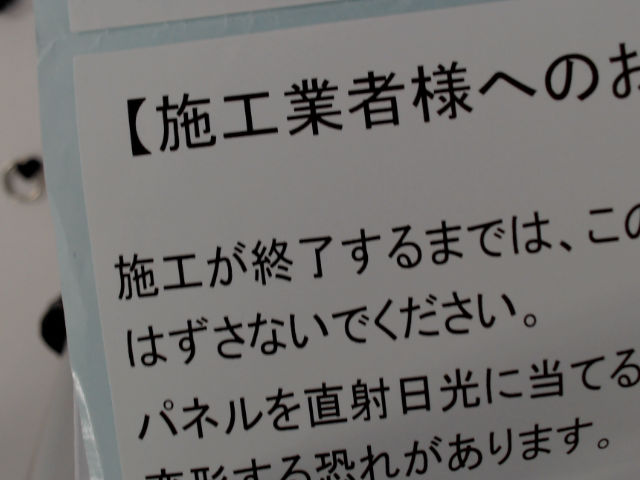 【施工業者様へのお
施工が終了するまでは、この
はずさないでください。
パネルを直射日光に当てる
変形する恐れがあります。